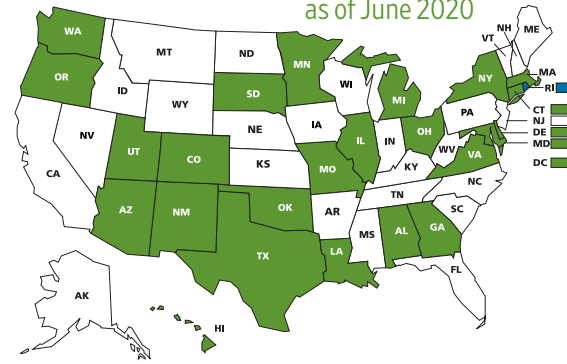 as of June 2020
WA
MT
ND
MN
VT
NH
ME
OR
ID
SD
WI
MI
NY
MA
RI
WY
IA
PA
CT
NJ
NV
NE
IL
IN
OH
WV
DE
MD
UT
CO
KS
MO
KY
VA
DC
CA
NC
TN
AZ
NM
OK
AR
SC
MS
AL
GA
TX
LA
FL
AK
HI